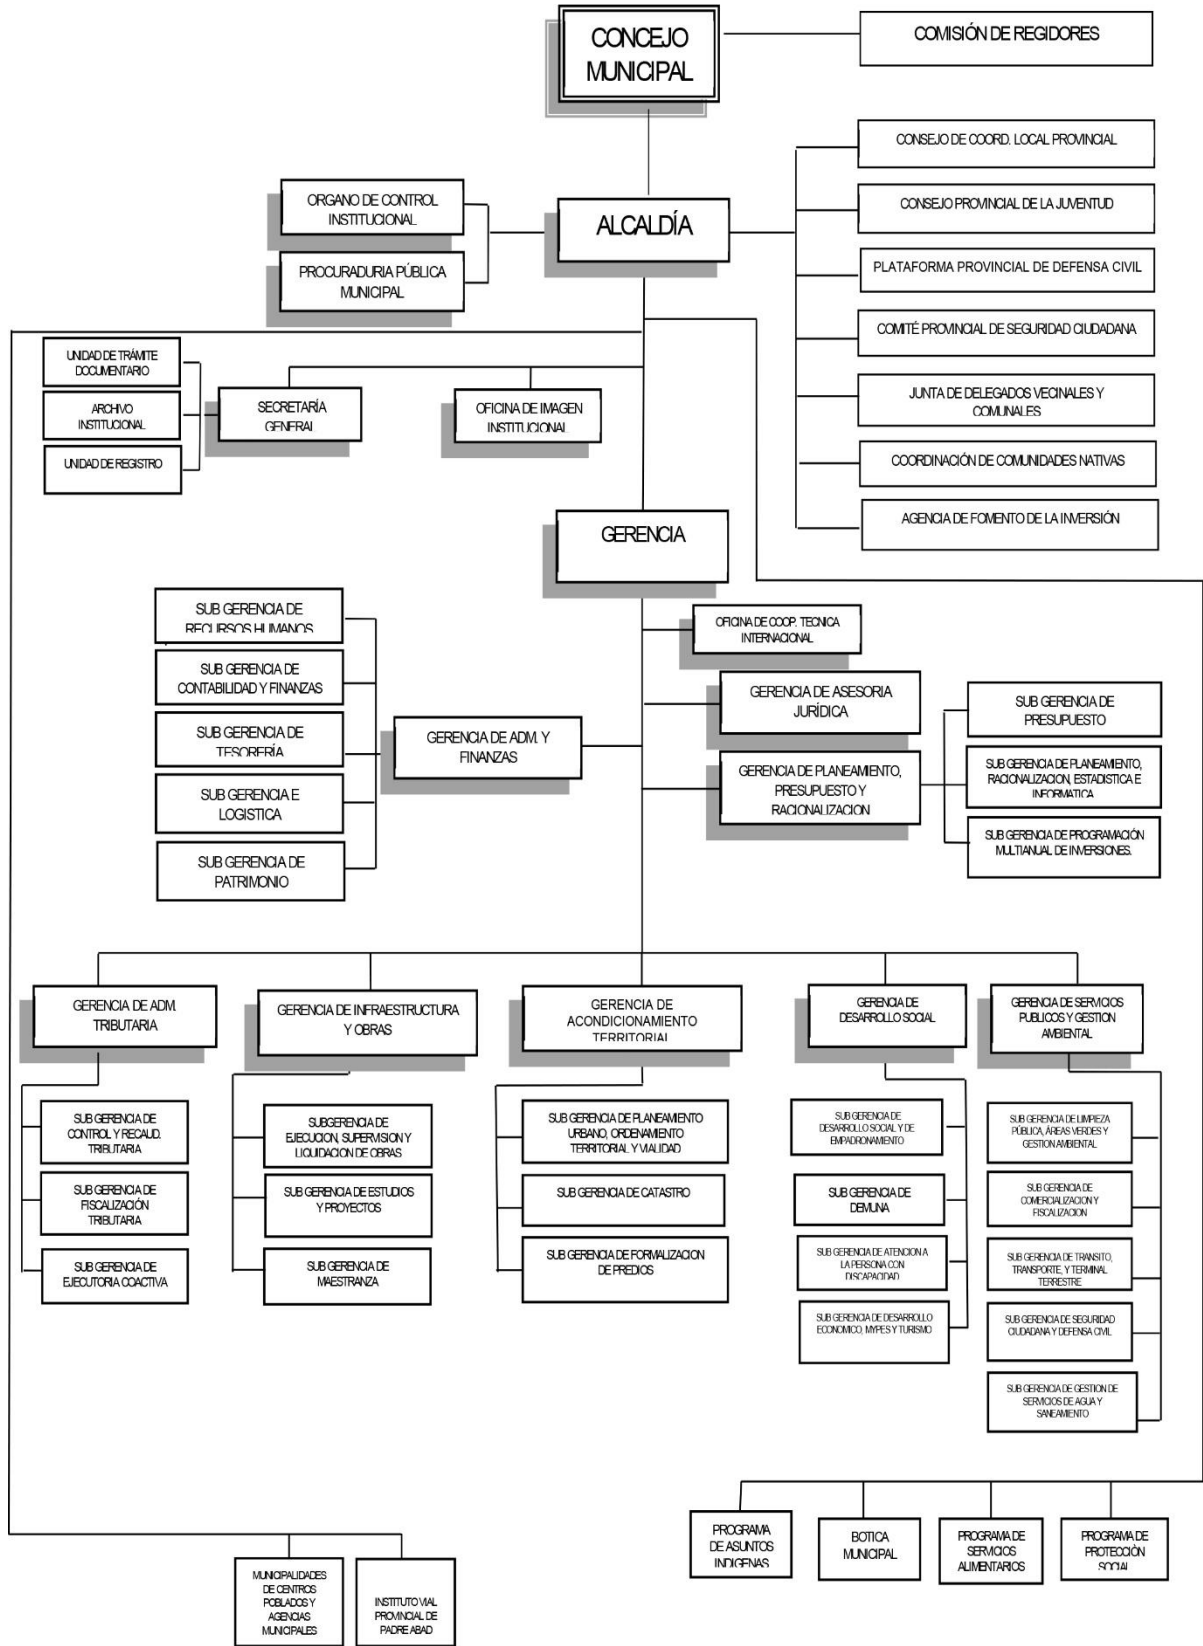 CONCEJO
MUNICIPAL
COMISIÓN DE REGIDORES
CONSEJO DE COORD. LOCAL PROVINCIAL
CONSEJO PROVINCIAL DE LA JUVENTUD
PLATAFORMA PROVINCIAL DE DEFENSA CIVIL
COMITÉ PROVINCIAL DE SEGURIDAD CIUDADANA
JUNTA DE DELEGADOS VECINALES Y
COMUNALES
COORDINACIÓN DE COMUNIDADES NATIVAS
AGENCIA DE FOMENTO DE LA INVERSIÓN
ORGANO DE CONTROL
INSTITUCIONAL
ALCALDÍA
PROCURADURIA PÚBLICA
MUNICIPAL
UNIDAD DE TRÁMITE
DOCUMENTARIO
ARCHIVO
INSTITUCIONAL
UNIDAD DE REGISTRO
SECRETARÍA
GENERAL
OFICINA DE IMAGEN
INSTITUCIONAL
GERENCIA
SUB GERENCIA DE
RECURSOS HUMANOS
SUB GERENCIA DE
CONTABILIDAD Y FINANZAS
SUB GERENCIA DE
TESORERÍA
SUB GERENCIA E
LOGISTICA
SUB GERENCIA DE
PATRIMONIO
GERENCIA DE ADM. Y
FINANZAS
OFICINA DE COOP. TECNICA
INTERNACIONAL
GERENCIA DE ASESORIA
JURÍDICA
GERENCIA DE PLANEAMIENTO,
PRESUPUESTO Y
RACIONALIZACION
SUB GERENCIA DE
PRESUPUESTO
SUB GERENCIA DE PLANEAMIENTO,
RACIONALIZACION, ESTADISTICA E
INFORMATICA
SUB GERENCIA DE PROGRAMACIÓN
MULTIANUAL DE INVERSIONES.
GERENCIA DE ADM.
TRIBUTARIA
SUB GERENCIA DE
CONTROL Y RECAUD.
TRIBUTARIA
SUB GERENCIA DE
FISCALIZACIÓN
TRIBUTARIA
SUB GERENCIA DE
EJECUTORIA COACTIVA
GERENCIA DE INFRAESTRUCTURA
Y OBRAS
SUBGERENCIA DE
EJECUCION, SUPERVISION Y
LIQUIDACION DE OBRAS
SUB GERENCIA DE ESTUDIOS
Y PROYECTOS
SUB GERENCIA DE
MAESTRANZA
GERENCIA DE
ACONDICIONAMIENTO
TERRITORIAL
SUB GERENCIA DE PLANEAMIENTO
URBANO, ORDENAMIENTO
TERRITORIAL Y VIALIDAD
SUB GERENCIA DE CATASTRO
SUB GERENCIA DE FORMALIZACION
DE PREDIOS
GERENCIA DE
DESARROLLO SOCIAL
SUB GERENCIA DE
DESARROLLO SOCIAL Y DE
EMPADRONAMIENTO
SUB GERENCIA DE
DEMUNA
SUB GERENCIA DE ATENCION A
LA PERSONA CON
DISCAPACIDAD
SUB GERENCIA DE DESARROLLO
ECONOMICO, MYPES Y TURISMO
GERENCIA DE SERVICIOS
PUBLICOS Y GESTION
AMBIENTAL
SUB GERENCIA DE LIMPIEZA
PÚBLICA, ÁREAS VERDES Y
GESTION AMBIENTAL
SUB GERENCIA DE
COMERCIALIZACION Y
FISCALIZACION
SUB GERENCIA DE TRANSITO,
TRANSPORTE, Y TERMINAL
TERRESTRE
SUB GERENCIA DE SEGURIDAD
CIUDADANA Y DEFENSA CIVIL
SUB GERENCIA DE GESTION DE
SERVICIOS DE AGUA Y
SANEAMIENTO
MUNICIPALIDADES
DE CENTROS
POBLADOS Y
AGENCIAS
MUNICIPALES
INSTITUTO VIAL
PROVINCIAL DE
PADRE ABAD
PROGRAMA
DE ASUNTOS
INDIGENAS
BOTICA
MUNICIPAL
PROGRAMA DE
SERVICIOS
ALIMENTARIOS
PROGRAMA DE
PROTECCIÒN
SOCIAL